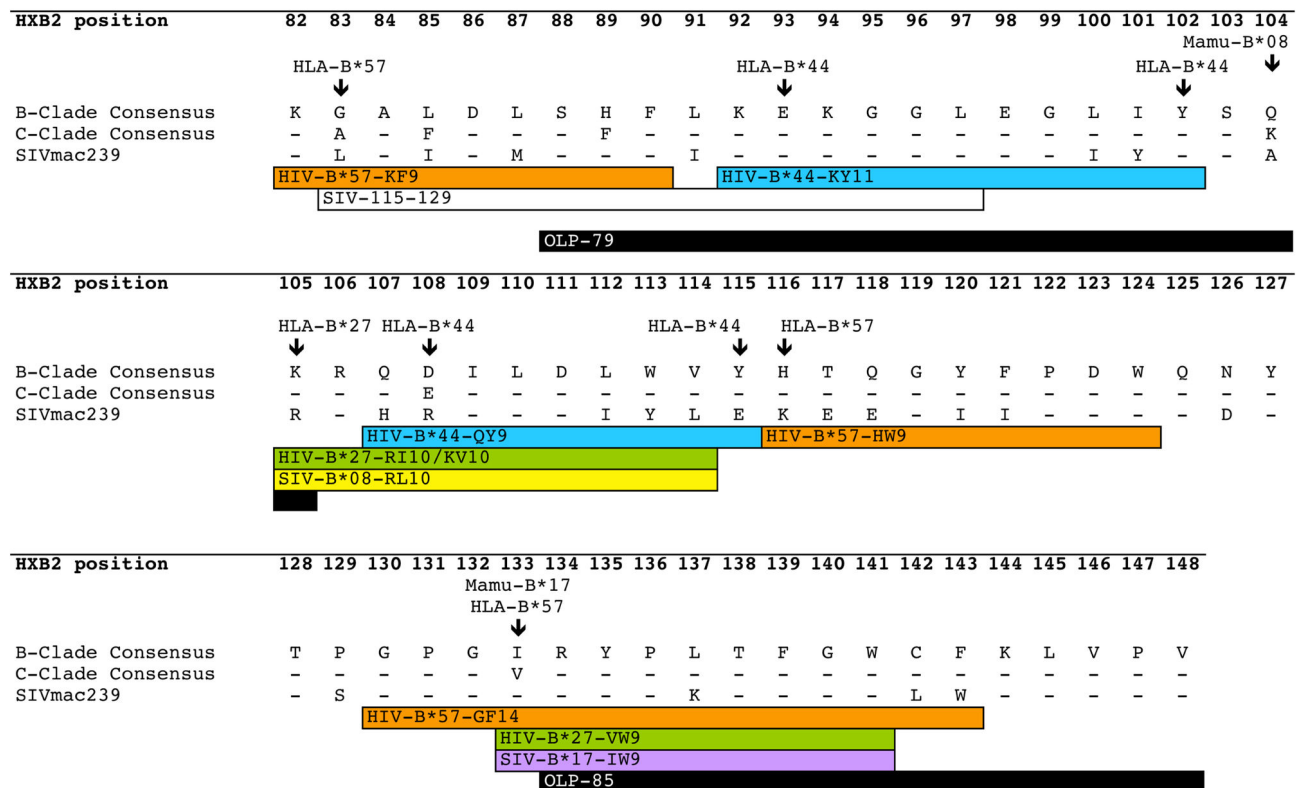 HXB2 position 82 83 84 85 86 87 88 89 90 91 92 93 94 95 96 97 98 99 100 101 102 103 104
Mamu-B*08
HLA-B*57 HLA-B*44 HLA-B*44
B-Clade Consensus K G A L D L S H F L K E K G G L E G L I Y S Q
C-Clade Consensus - A - F - - - F - - - - - - - - - - - - - - K
SIVmac239 - L - I - M - - - I - - - - - - - - I Y - - A
HIV-B*57-KF9 HIV-B*44-KY11
SIV-115-129
OLP-79
HXB2 position 105 106 107 108 109 110 111 112 113 114 115 116 117 118 119 120 121 122 123 124 125 126 127
HLA-B*27 HLA-B*44 HLA-B*44 HLA-B*57
B-Clade Consensus K R Q D I L D L W V Y H T Q G Y F P D W Q N Y
C-Clade Consensus - - - E - - - - - - - - - - - - - - - - - - -
SIVmac239 R - H R - - - I Y L E K E E - I I - - - - D -
HIV-B*44-QY9 HIV-B*57-HW9
HIV-B*27-RI10/KV10
SIV-B*08-RL10
HXB2 position 128 129 130 131 132 133 134 135 136 137 138 139 140 141 142 143 144 145 146 147 148
Mamu-B*17
HLA-B*57
B-Clade Consensus T P G P G I R Y P L T F G W C F K L V P V
C-Clade Consensus - - - - - V - - - - - - - - - - - - - - -
SIVmac239 - S - - - - - - - K - - - - L W - - - - -
HIV-B*57-GF14
HIV-B*27-VW9
SIV-B*17-IW9
OLP-85